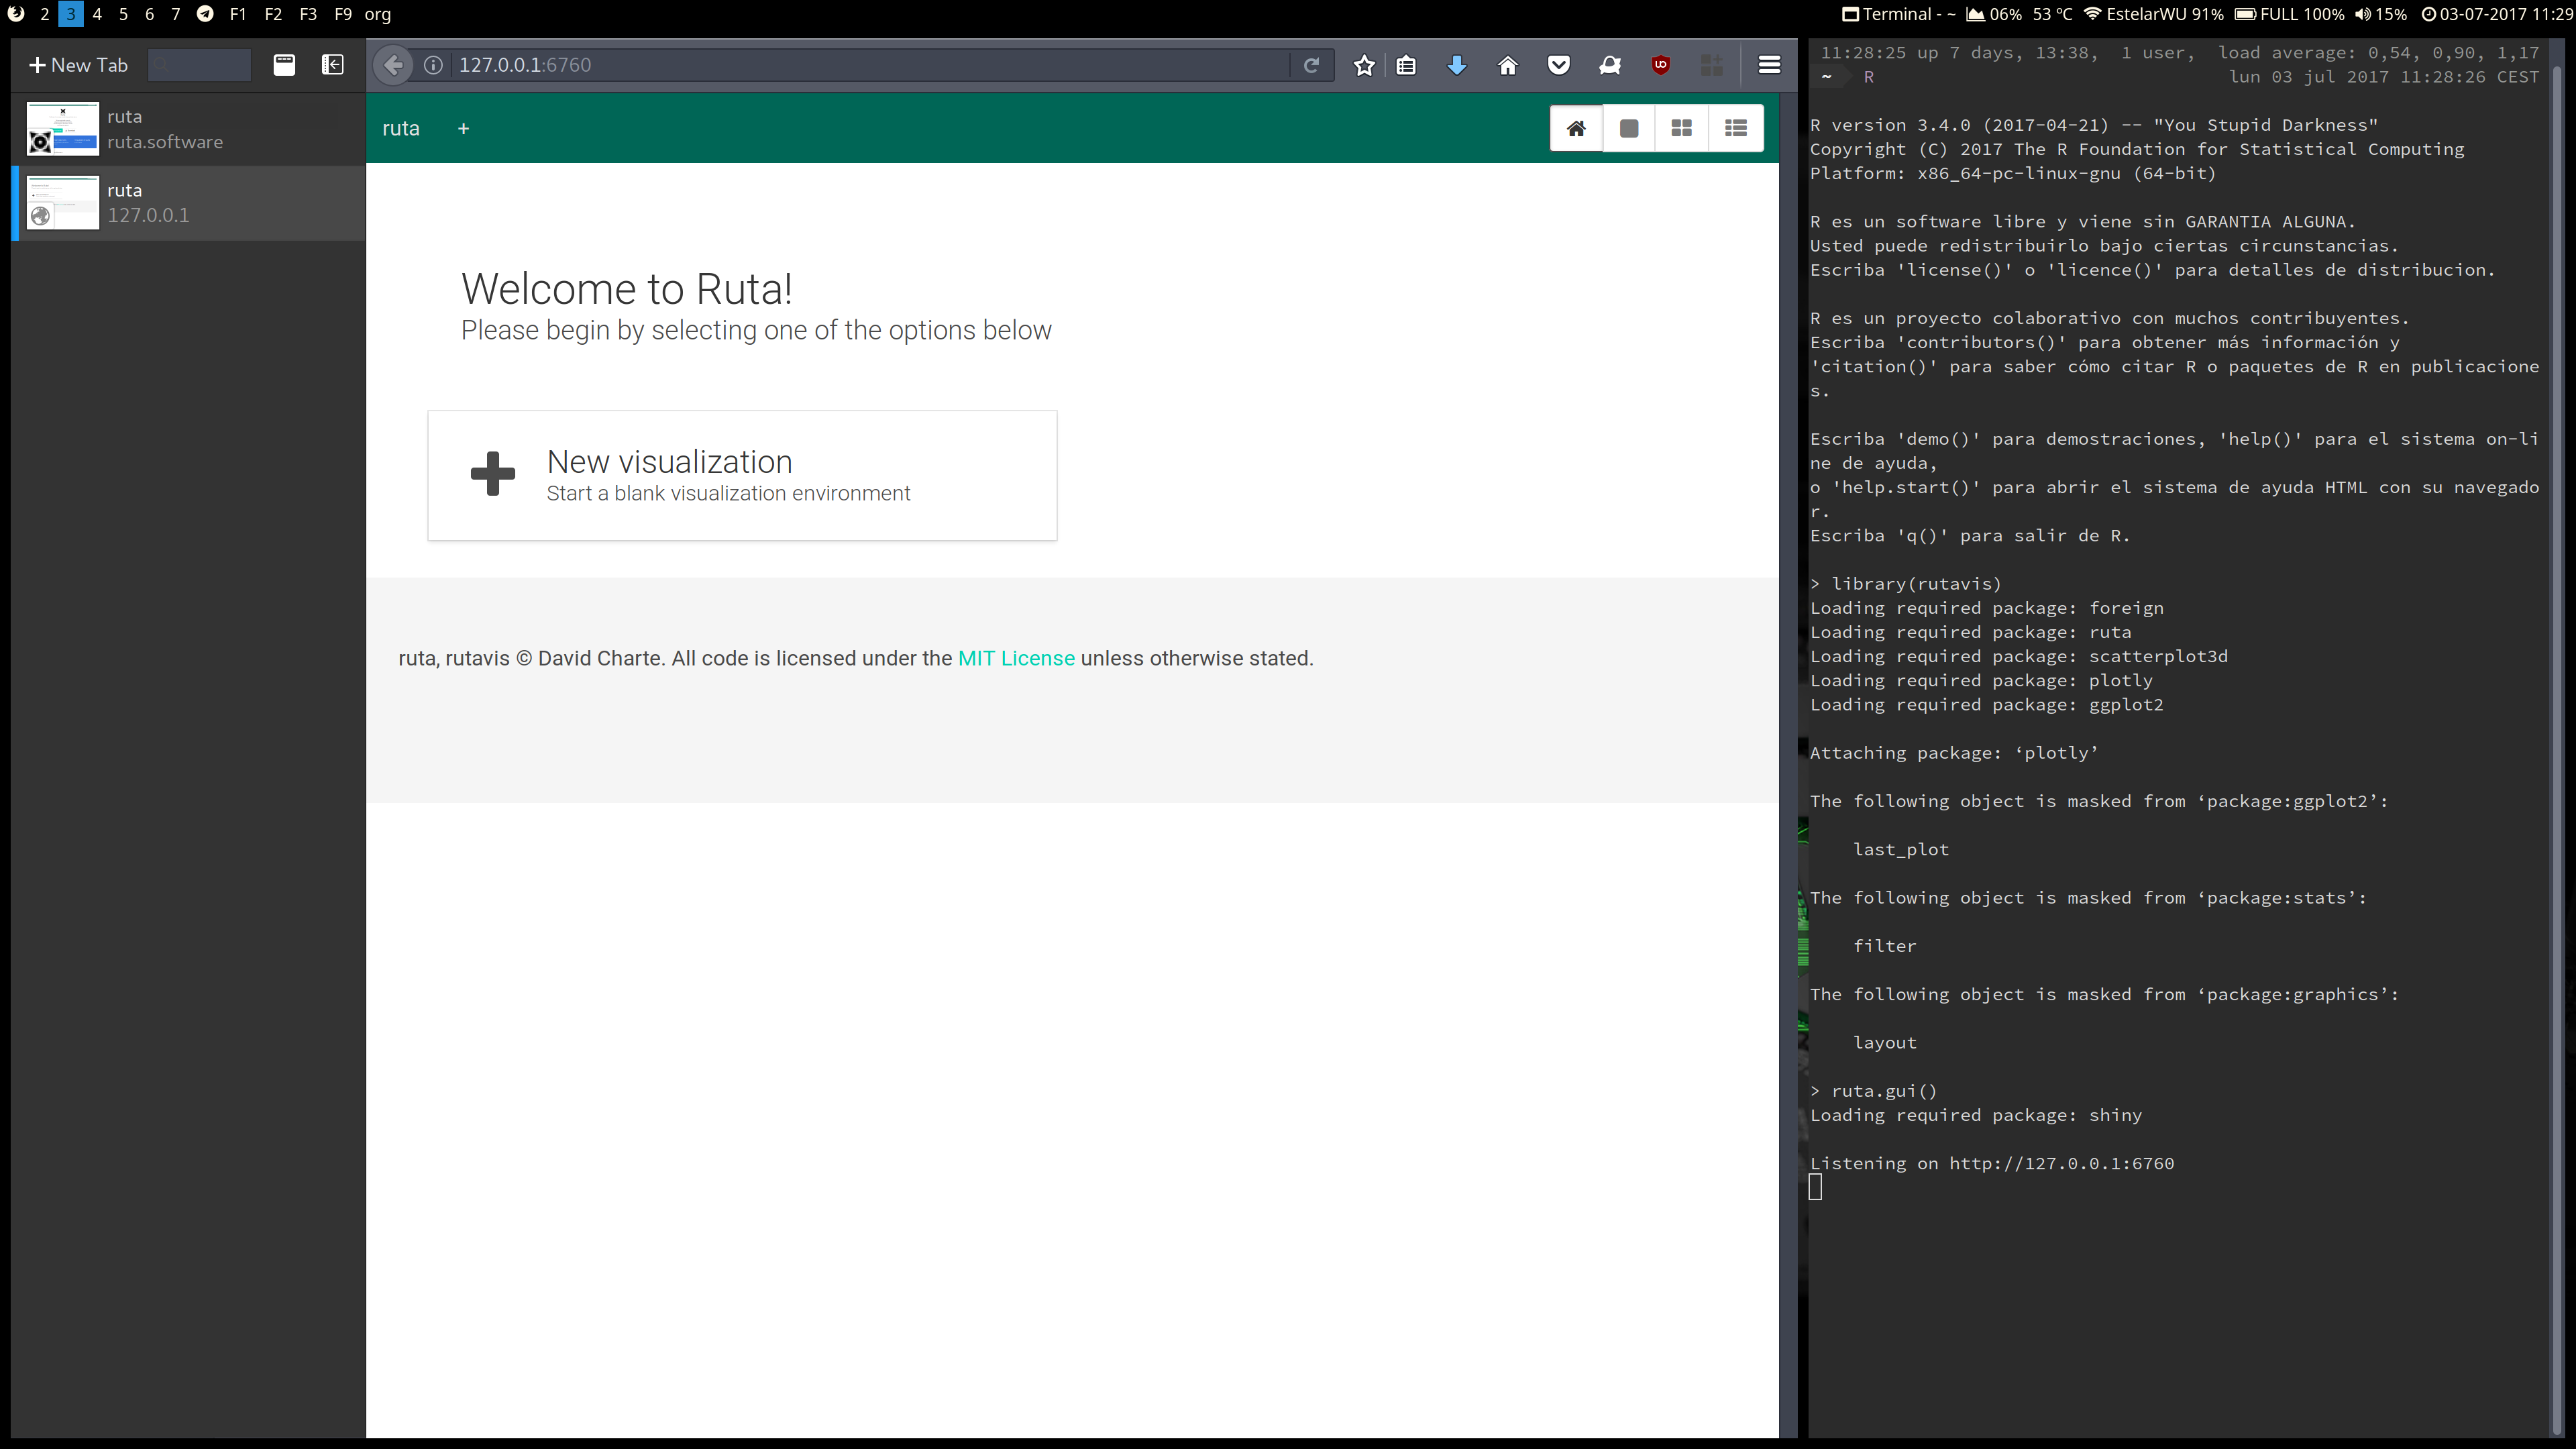 2 3 4 5 6 7 F1 F2 F3 F9 org
Terminal - ~ 06% 53 ºC EstelarWU 91% FULL 100% 15% 03-07-2017 11:29
+ New Tab
ruta
ruta.software
ruta
127.0.0.1
127.0.0.1:6760
ruta +
Welcome to Ruta!
Please begin by selecting one of the options below
New visualization
Start a blank visualization environment
ruta, rutavis © David Charte. All code is licensed under the MIT License unless otherwise stated.
11:28:25 up 7 days, 13:38, 1 user, load average: 0,54, 0,90, 1,17
~ R lun 03 jul 2017 11:28:26 CEST
R version 3.4.0 (2017-04-21) -- "You Stupid Darkness"
Copyright (C) 2017 The R Foundation for Statistical Computing
Platform: x86_64-pc-linux-gnu (64-bit)
R es un software libre y viene sin GARANTIA ALGUNA.
Usted puede redistribuirlo bajo ciertas circunstancias.
Escriba 'license()' o 'licence()' para detalles de distribucion.
R es un proyecto colaborativo con muchos contribuyentes.
Escriba 'contributors()' para obtener más información y
'citation()' para saber cómo citar R o paquetes de R en publicacione
s.
Escriba 'demo()' para demostraciones, 'help()' para el sistema on-li
ne de ayuda,
o 'help.start()' para abrir el sistema de ayuda HTML con su navegado
r.
Escriba 'q()' para salir de R.
> library(rutavis)
Loading required package: foreign
Loading required package: ruta
Loading required package: scatterplot3d
Loading required package: plotly
Loading required package: ggplot2
Attaching package: ‘plotly’
The following object is masked from ‘package:ggplot2’:
last_plot
The following object is masked from ‘package:stats’:
filter
The following object is masked from ‘package:graphics’:
layout
> ruta.gui()
Loading required package: shiny
Listening on http://127.0.0.1:6760